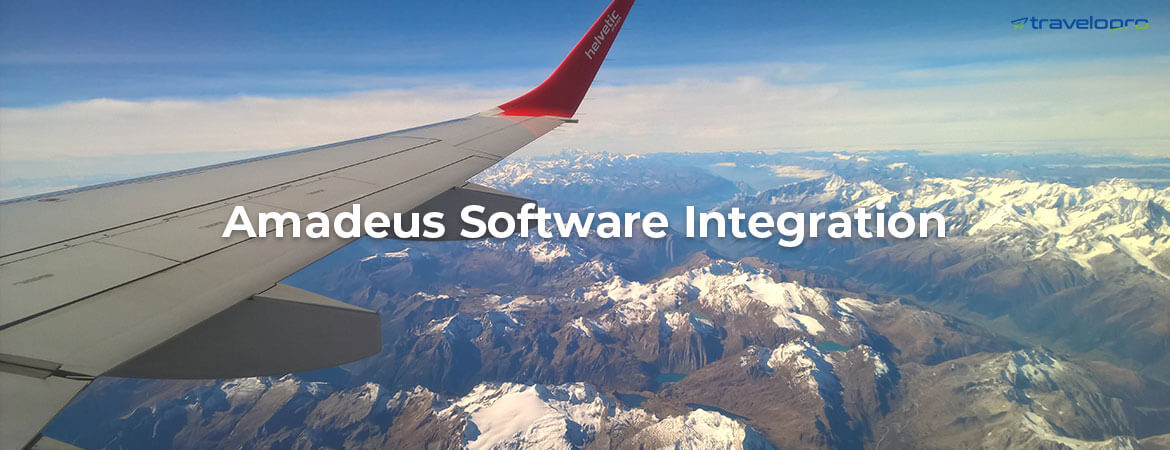 travelopro
helvetic
Amadeus Software Integration